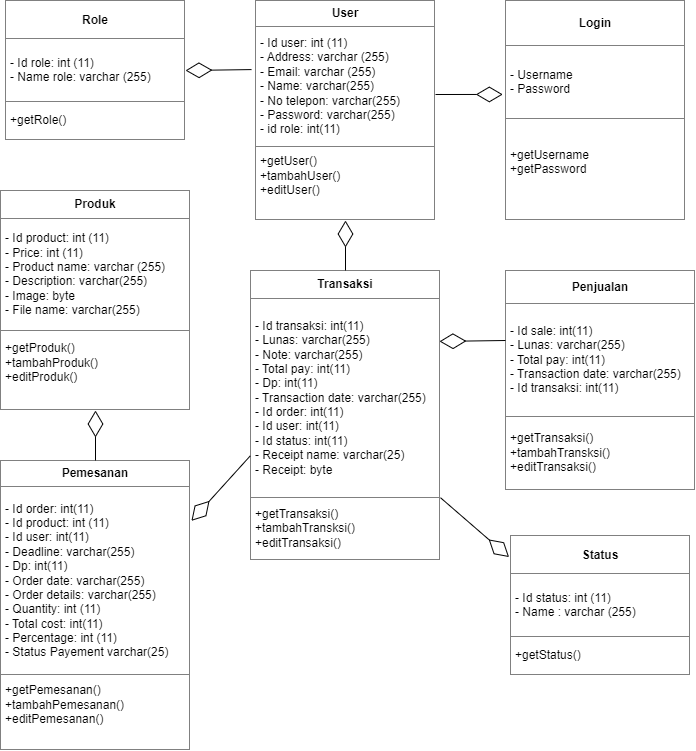 Role
- Id role: int (11)
- Name role: varchar (255)
+getRole()
User
- Id user: int (11)
- Address: varchar (255)
- Email: varchar (255)
- Name: varchar(255)
- No telepon: varchar(255)
- Password: varchar(255)
- id role: int(11)
+getUser()
+tambahUser()
+editUser()
Login
- Username
- Password
+getUsername
+getPassword
Produk
- Id product: int (11)
- Price: int (11)
- Product name: varchar (255)
- Description: varchar(255)
- Image: byte
- File name: varchar(255)
+getProduk()
+tambahProduk()
+editProduk()
Transaksi
- Id transaksi: int(11)
- Lunas: varchar(255)
- Note: varchar(255)
- Total pay: int(11)
- Dp: int(11)
- Transaction date: varchar(255)
- Id order: int(11)
- Id user: int(11)
- Id status: int(11)
- Receipt name: varchar(25)
- Receipt: byte
+getTransaksi()
+tambahTransksi()
+editTransaksi()
Penjualan
- Id sale: int(11)
- Lunas: varchar(255)
- Total pay: int(11)
- Transaction date: varchar(255)
- Id transaksi: int(11)
+getTransaksi()
+tambahTransksi()
+editTransaksi()
Pemesanan
- Id order: int(11)
- Id product: int (11)
- Id user: int(11)
- Deadline: varchar(255)
- Dp: int(11)
- Order date: varchar(255)
- Order details: varchar(255)
- Quantity: int (11)
- Total cost: int(11)
- Percentage: int (11)
- Status Payement varchar(25)
+getPemesanan()
+tambahPemesanan()
+editPemesanan()
Status
- Id status: int (11)
- Name : varchar (255)
+getStatus()